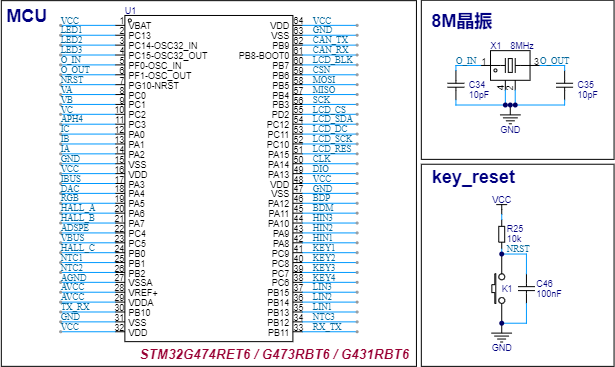 MCU
U1
VCC 1 VBAT VDD 64 VCC
LED1 2 PC13 VSS 63 GND
LED2 3 PC14-OSC32_IN PB9 62 CAN_TX
LED3 4 PC15-OSC32_OUT PB8-BOOT0 61 CAN_RX
O_IN 5 PF0-OSC_IN PB7 60 LCD_BLK
O_OUT 6 PF1-OSC_OUT PB6 59 CSN
NRST 7 PG10-NRST PB5 58 MOSI
VA 8 PC0 PB4 57 MISO
VB 9 PC1 PB3 56 SCK
VC 10 PC2 PD2 55 LCD_CS
APH4 11 PC3 PC12 54 LCD_SDA
IC 12 PA0 PC11 53 LCD_DC
IB 13 PA1 PC10 52 LCD_SCK
IA 14 PA2 PA15 51 LCD_RES
GND 15 VSS PA14 50 CLK
VCC 16 VDD PA13 49 DIO
IBUS 17 PA3 VDD 48 VCC
DAC 18 PA4 VSS 47 GND
RGB 19 PA5 PA12 46 BDP
HALL_A 20 PA6 PA11 45 BDM
HALL_B 21 PA7 PA10 44 HIN3
ADSPE 22 PC4 PA9 43 HIN2
VBUS 23 PC5 PA8 42 HIN1
HALL_C 24 PB0 PC9 41 KEY1
NTC1 25 PB1 PC8 40 KEY2
NTC2 26 PB2 PC7 39 KEY3
AGND 27 VSSA PC6 38 KEY4
AVCC 28 VREF+ PB15 37 LIN3
AVCC 29 VDDA PB14 36 LIN2
TX_RX 30 PB10 PB13 35 LIN1
GND 31 VSS PB12 34 NTC3
VCC 32 VDD PB11 33 RX_TX
STM32G474RET6 / G473RBT6 / G431RBT6
8M晶振
X1 8MHz
O_IN 1 3 O_OUT
4 2
C34
10pF
C35
10pF
GND
key_reset
VCC
R25
10k
NRST
K1
C46
100nF
GND